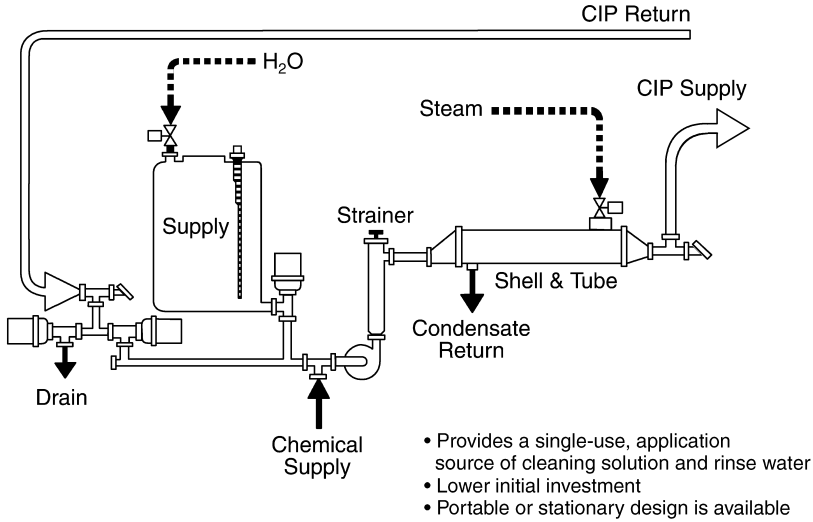 CIP Return
H₂O
CIP Supply
Steam
Supply
Strainer
Shell & Tube
Condensate
Return
Drain
Chemical
Supply
• Provides a single-use, application
source of cleaning solution and rinse water
• Lower initial investment
• Portable or stationary design is available